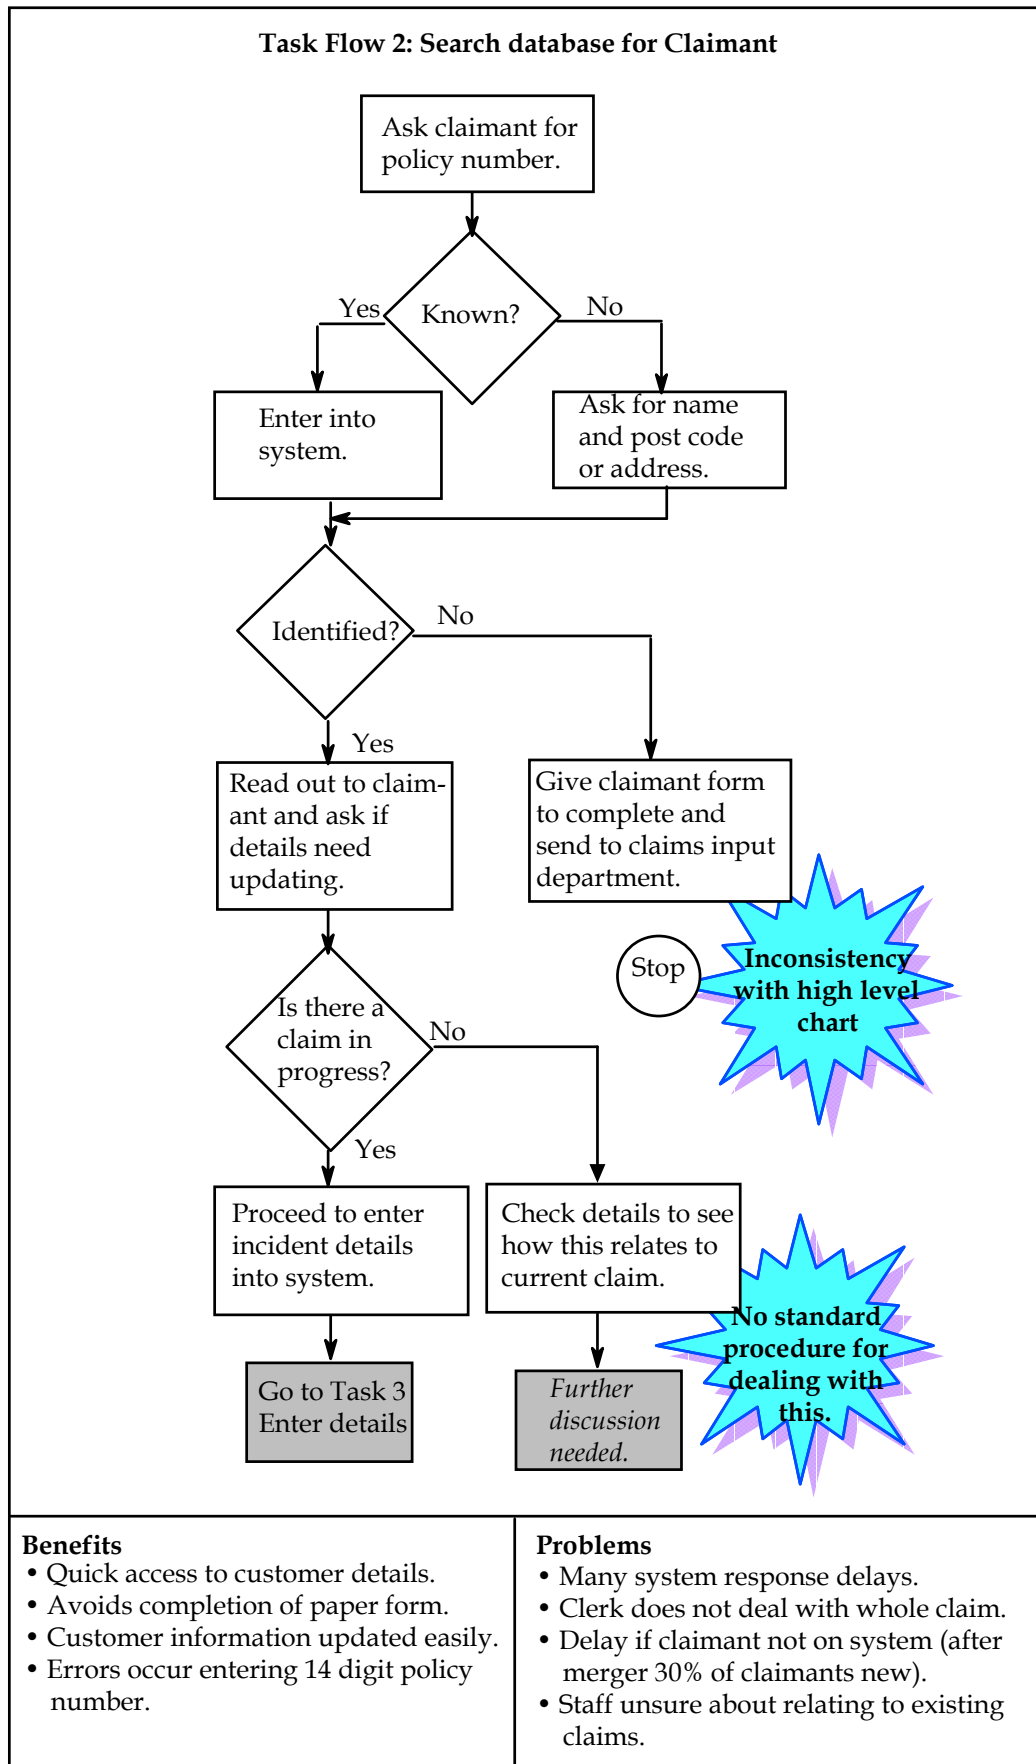 Task Flow 2: Search database for Claimant
Ask claimant for
policy number.
Known?
Yes
No
Enter into
system.
Ask for name
and post code
or address.
Identified?
No
Yes
Read out to claim-
ant and ask if
details need
updating.
Give claimant form
to complete and
send to claims input
department.
Stop
Inconsistency
with high level
chart
Is there a
claim in
progress?
No
Yes
Proceed to enter
incident details
into system.
Check details to see
how this relates to
current claim.
No standard
procedure for
dealing with
this.
Go to Task 3
Enter details
Further
discussion
needed.
Benefits
• Quick access to customer details.
• Avoids completion of paper form.
• Customer information updated easily.
• Errors occur entering 14 digit policy
number.
Problems
• Many system response delays.
• Clerk does not deal with whole claim.
• Delay if claimant not on system (after
merger 30% of claimants new).
• Staff unsure about relating to existing
claims.